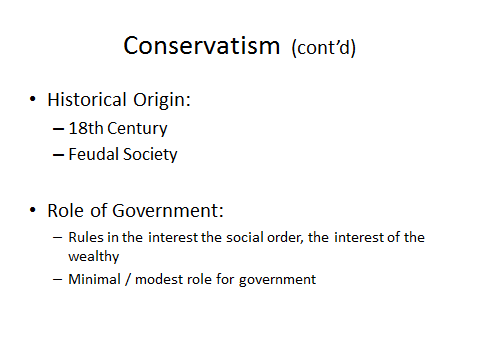 Conservatism (cont'd)
• Historical Origin:
– 18th Century
– Feudal Society
• Role of Government:
– Rules in the interest the social order, the interest of the
wealthy
– Minimal / modest role for government